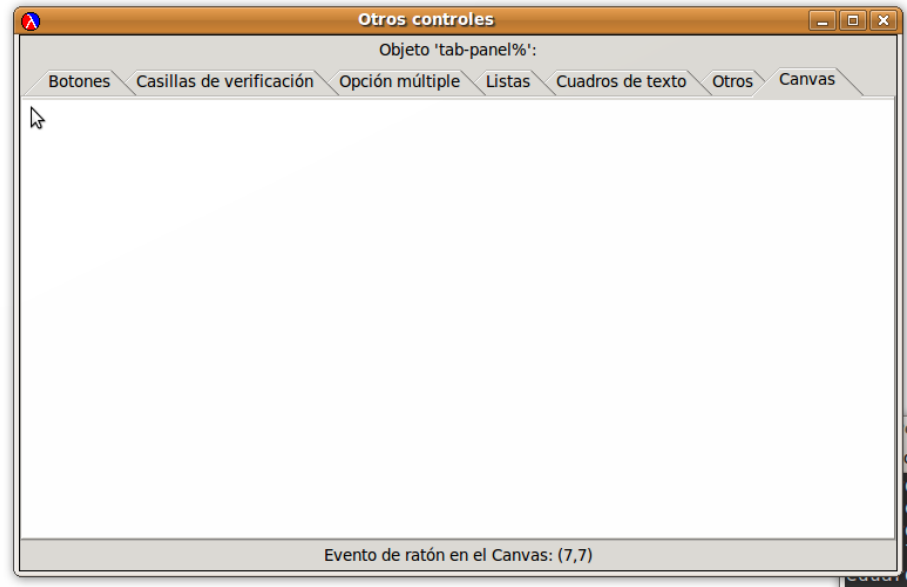 Otros controles
Objeto 'tab-panel%':
Botones Casillas de verificación Opción múltiple Listas Cuadros de texto Otros Canvas
Evento de ratón en el Canvas: (7,7)